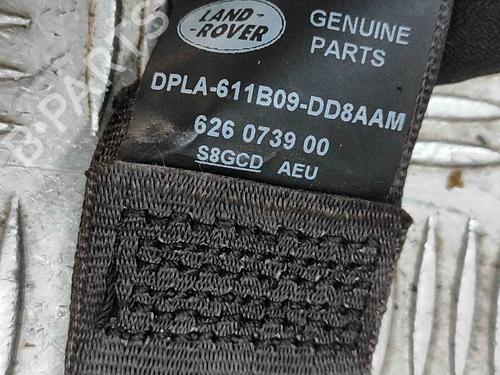 LAND-
-ROVER
GENUINE
PARTS
DPLA-611B09-DD8AAM
626 0739 00
S8GCD AEU
B-PARTS